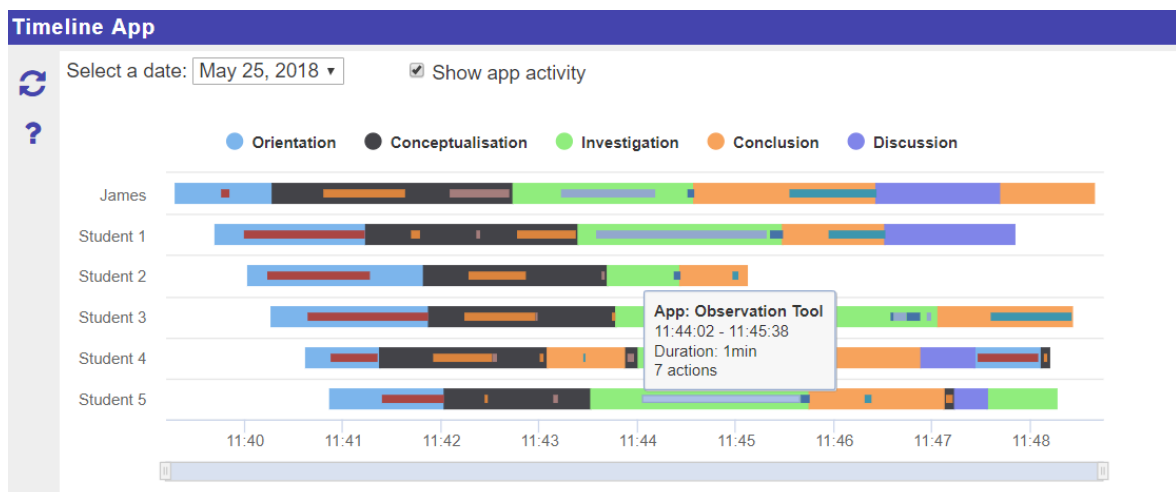 Timeline App
Select a date: May 25, 2018 ▾ Show app activity
?
Orientation Conceptualisation Investigation Conclusion Discussion
James
Student 1
Student 2
Student 3
App: Observation Tool
11:44:02 - 11:45:38
Duration: 1min
7 actions
Student 4
Student 5
11:40 11:41 11:42 11:43 11:44 11:45 11:46 11:47 11:48